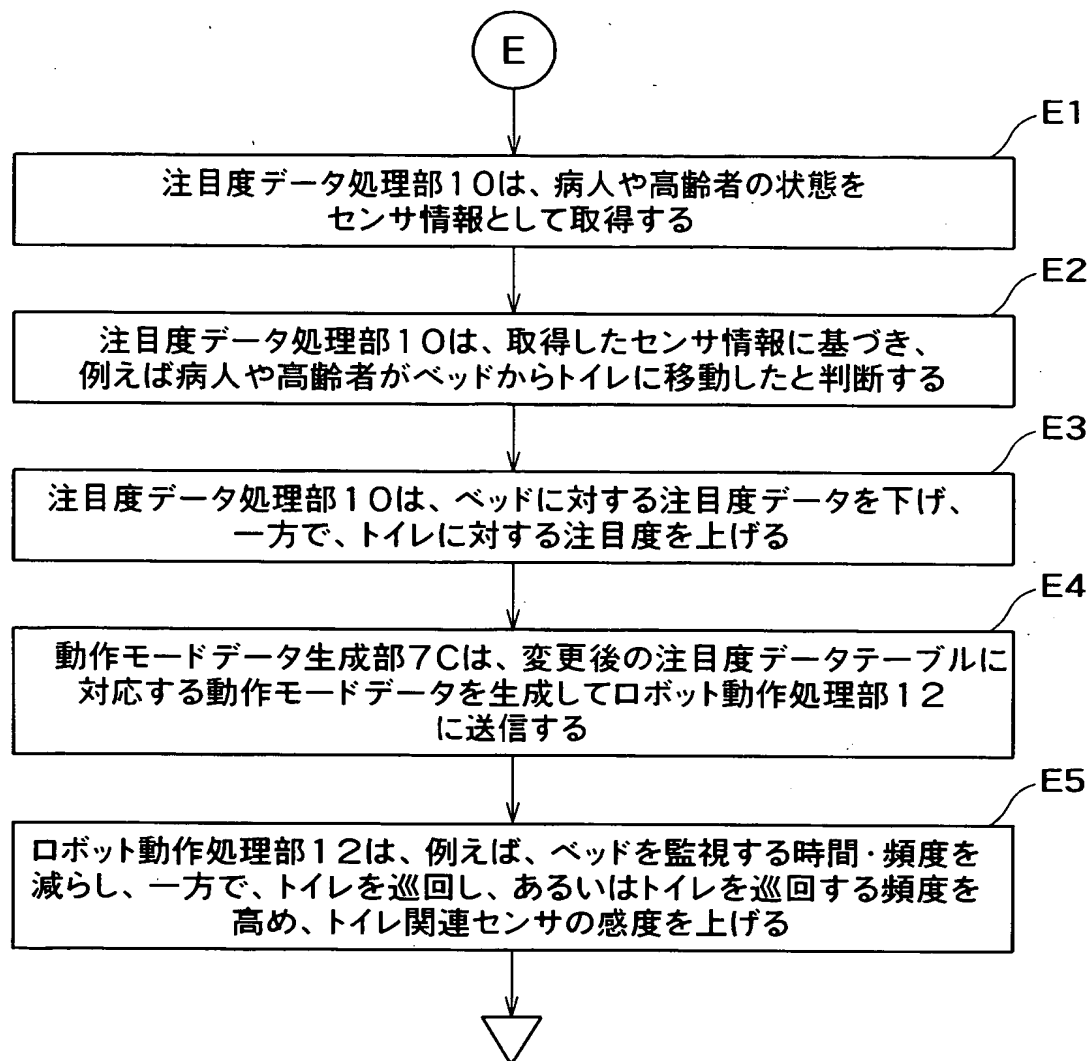 E
E1
注目度データ処理部10は、病人や高齢者の状態を
センサ情報として取得する
E2
注目度データ処理部10は、取得したセンサ情報に基づき、
例えば病人や高齢者がベッドからトイレに移動したと判断する
E3
注目度データ処理部10は、ベッドに対する注目度データを下げ、
一方で、トイレに対する注目度を上げる
E4
動作モードデータ生成部7Cは、変更後の注目度データテーブルに
対応する動作モードデータを生成してロボット動作処理部12
に送信する
E5
ロボット動作処理部12は、例えば、ベッドを監視する時間・頻度を
減らし、一方で、トイレを巡回し、あるいはトイレを巡回する頻度を
高め、トイレ関連センサの感度を上げる